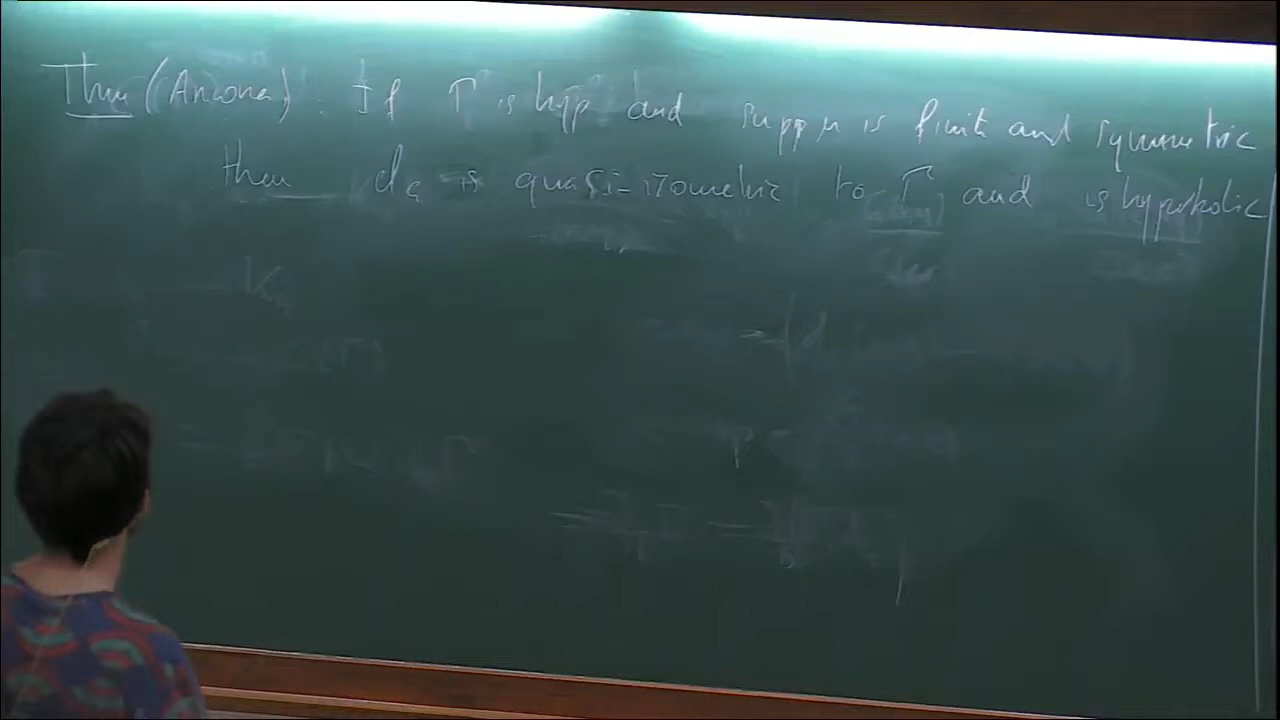 Thm (Ancona): If Γ is hyp and supp μ is finite and symmetric
then d_G is quasi-isometric to Γ, and is hyperbolic